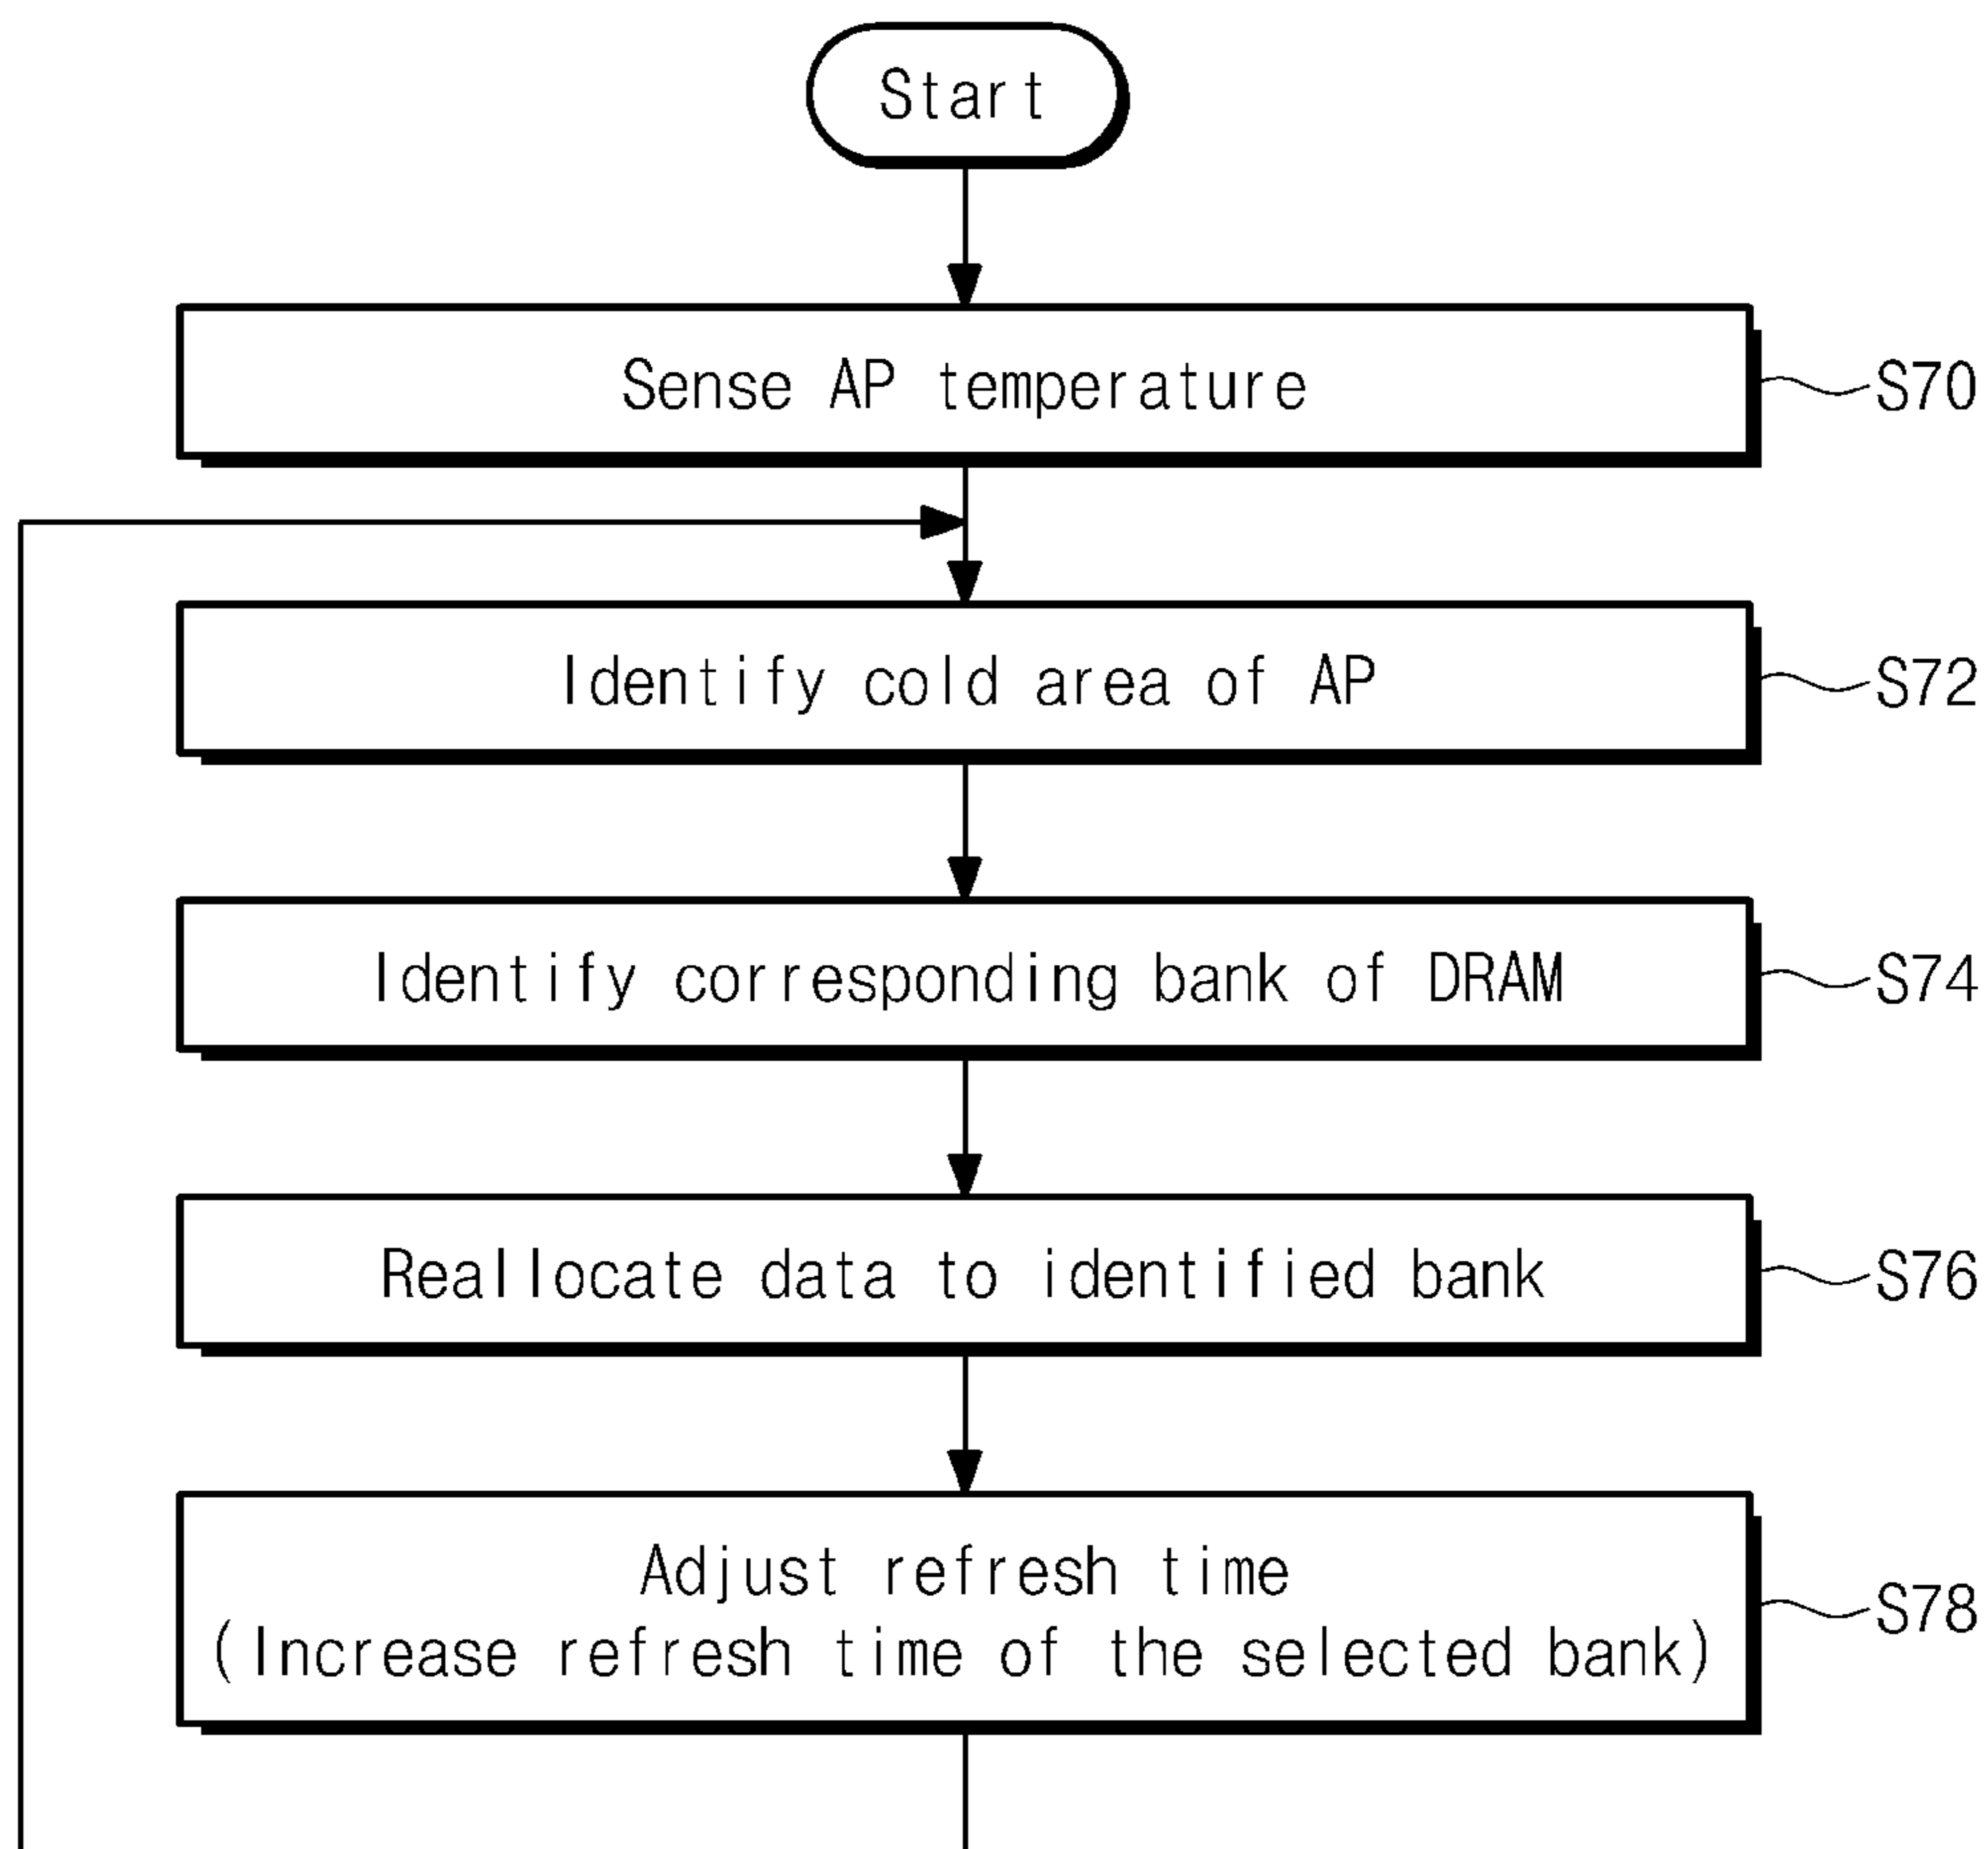 Start
Sense AP temperature
S70
Identify cold area of AP
S72
Identify corresponding bank of DRAM
S74
Reallocate data to identified bank
S76
Adjust refresh time
(Increase refresh time of the selected bank)
S78